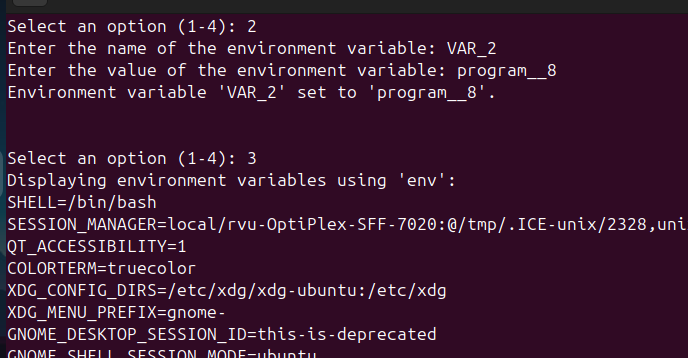 Select an option (1-4): 2
Enter the name of the environment variable: VAR_2
Enter the value of the environment variable: program__8
Environment variable 'VAR_2' set to 'program__8'.
Select an option (1-4): 3
Displaying environment variables using 'env':
SHELL=/bin/bash
SESSION_MANAGER=local/rvu-OptiPlex-SFF-7020:@/tmp/.ICE-unix/2328,uni
QT_ACCESSIBILITY=1
COLORTERM=truecolor
XDG_CONFIG_DIRS=/etc/xdg/xdg-ubuntu:/etc/xdg
XDG_MENU_PREFIX=gnome-
GNOME_DESKTOP_SESSION_ID=this-is-deprecated
GNOME_SHELL_SESSION_MODE=ubuntu